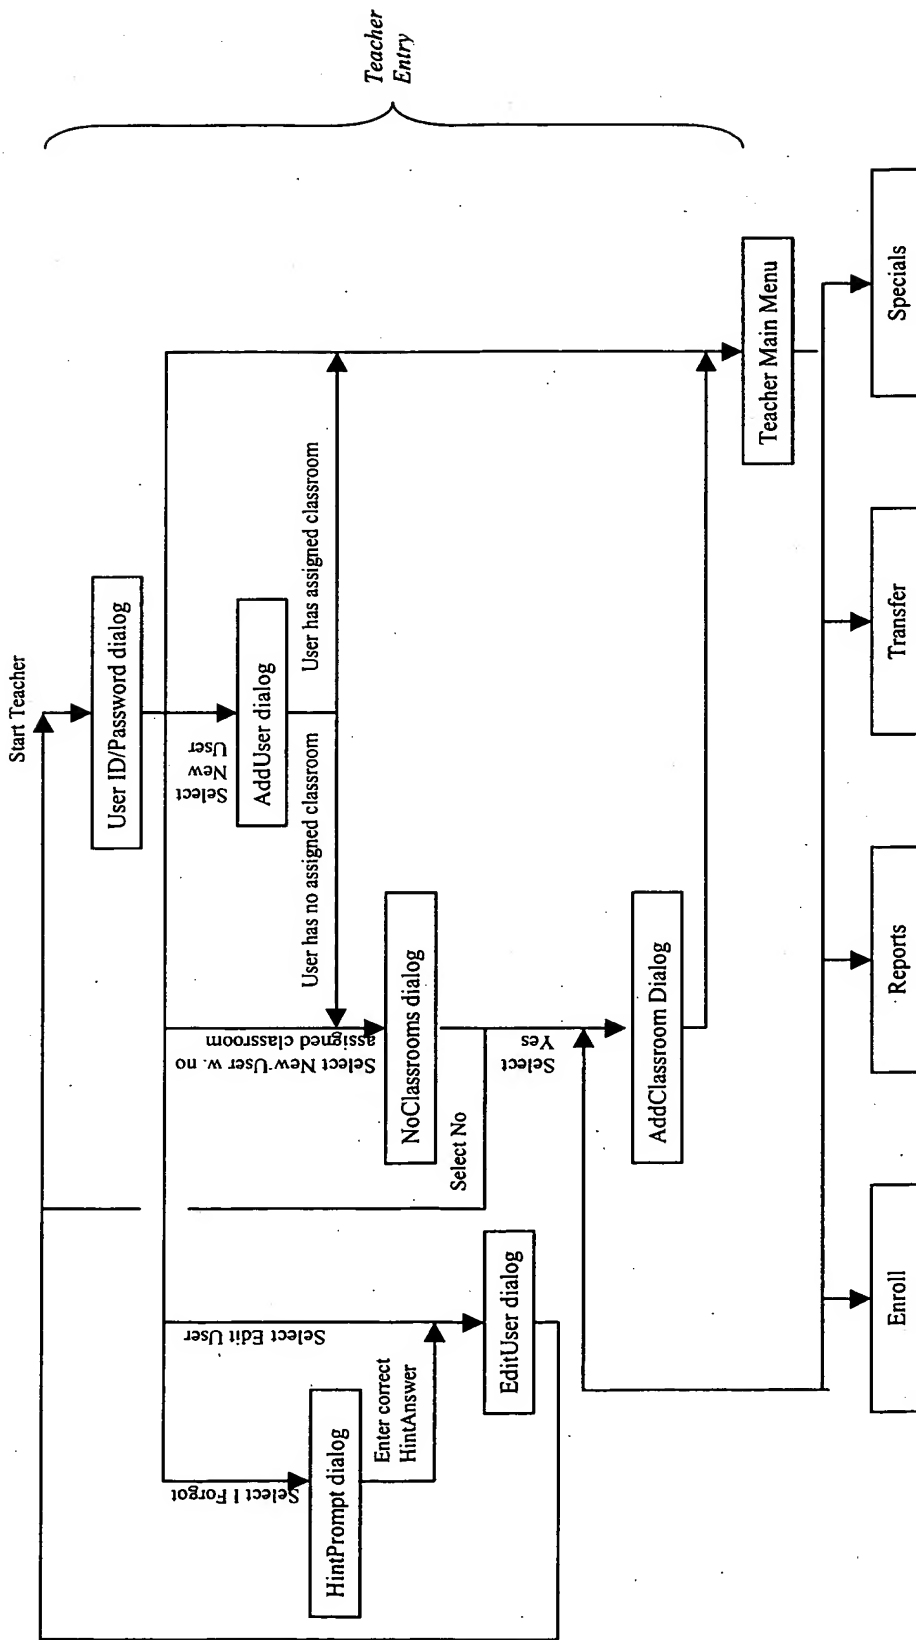 Start Teacher
User ID/Password dialog
Select
New
User
AddUser dialog
User has no assigned classroom
User has assigned classroom
Select I Forgot
Select Edit User
Select New User w. no
assigned classroom
HintPrompt dialog
Enter correct
HintAnswer
NoClassrooms dialog
Select No
Select
Yes
EditUser dialog
AddClassroom Dialog
Teacher Main Menu
Enroll
Reports
Transfer
Specials
Teacher
Entry